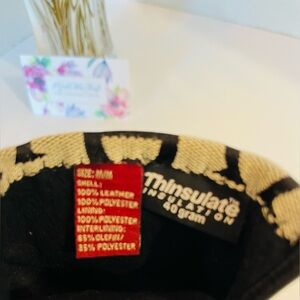 SIZE: M/M
SHELL:
100% LEATHER
100% POLYESTER
LINING:
100% POLYESTER
INTERLINING:
65% OLEFIN/
35% POLYESTER
Thinsulate
INSULATION
40 gram